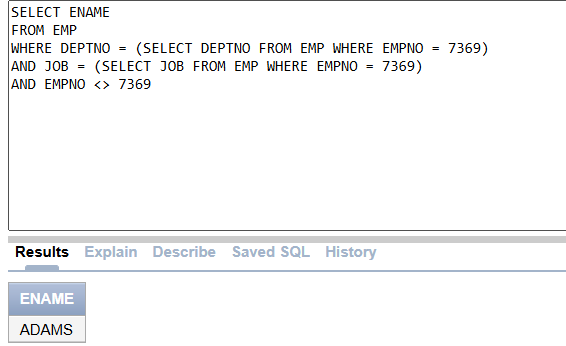 SELECT ENAME
FROM EMP
WHERE DEPTNO = (SELECT DEPTNO FROM EMP WHERE EMPNO = 7369)
AND JOB = (SELECT JOB FROM EMP WHERE EMPNO = 7369)
AND EMPNO <> 7369
Results Explain Describe Saved SQL History
ENAME
ADAMS